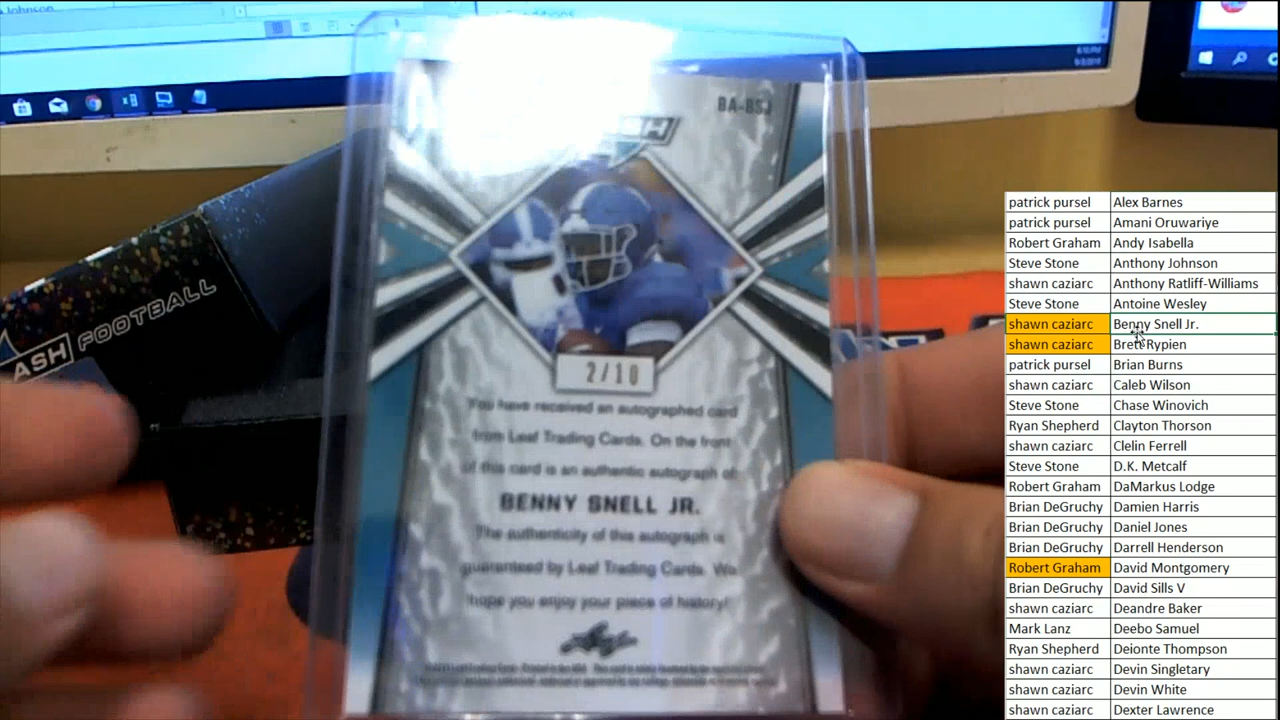 Johnson
6:10 PM
ASH FOOTBALL
BA-BSJ
2/10
You have received an autographed card
from Leaf Trading Cards. On the front
of this card is an authentic autograph of:
BENNY SNELL JR.
The authenticity of this autograph is
guaranteed by Leaf Trading Cards. We
hope you enjoy your piece of history!
Leaf
patrick pursel Alex Barnes
patrick pursel Amani Oruwariye
Robert Graham Andy Isabella
Steve Stone Anthony Johnson
shawn caziarc Anthony Ratliff-Williams
Steve Stone Antoine Wesley
shawn caziarc Benny Snell Jr.
shawn caziarc Brett Rypien
patrick pursel Brian Burns
shawn caziarc Caleb Wilson
Steve Stone Chase Winovich
Ryan Shepherd Clayton Thorson
shawn caziarc Clelin Ferrell
Steve Stone D.K. Metcalf
Robert Graham DaMarkus Lodge
Brian DeGruchy Damien Harris
Brian DeGruchy Daniel Jones
Brian DeGruchy Darrell Henderson
Robert Graham David Montgomery
Brian DeGruchy David Sills V
shawn caziarc Deandre Baker
Mark Lanz Deebo Samuel
Ryan Shepherd Deionte Thompson
shawn caziarc Devin Singletary
shawn caziarc Devin White
shawn caziarc Dexter Lawrence